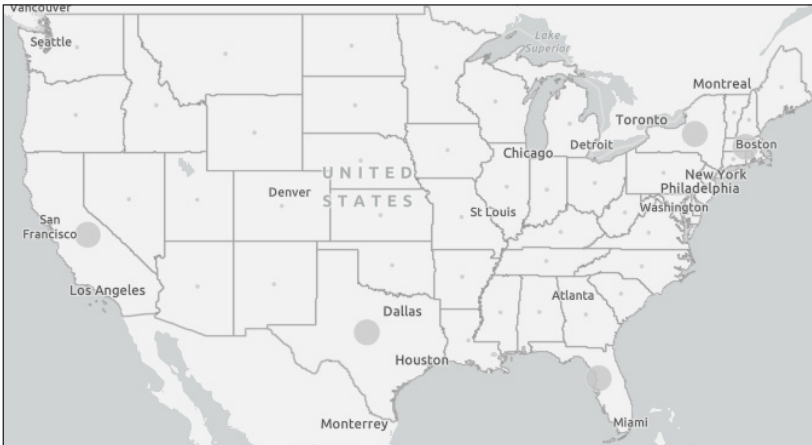 Vancouver
Seattle
Lake
Superior
Montreal
Toronto
Boston
Chicago
Detroit
New York
UNITED
Philadelphia
Denver
STATES
St Louis
Washington
San
Francisco
Los Angeles
Atlanta
Dallas
Houston
Monterrey
Miami